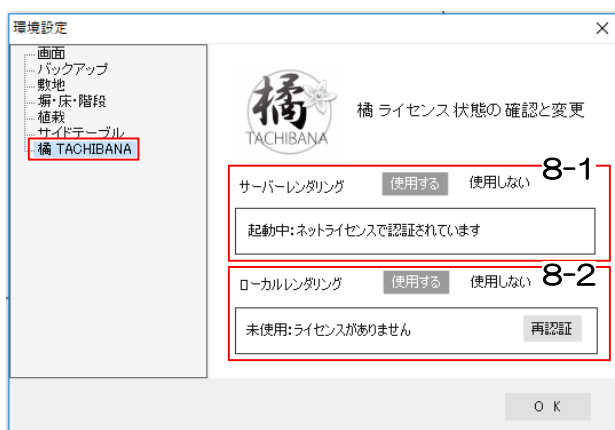 環境設定
画面
バックアップ
敷地
塀・床・階段
植栽
サイドテーブル
橘 TACHIBANA
橘
TACHIBANA
橘 ライセンス 状態の 確認と変更
8-1
サーバーレンダリング 使用する 使用しない
起動中:ネットライセンスで認証されています
8-2
ローカルレンダリング 使用する 使用しない
未使用:ライセンスがありません 再認証
O K